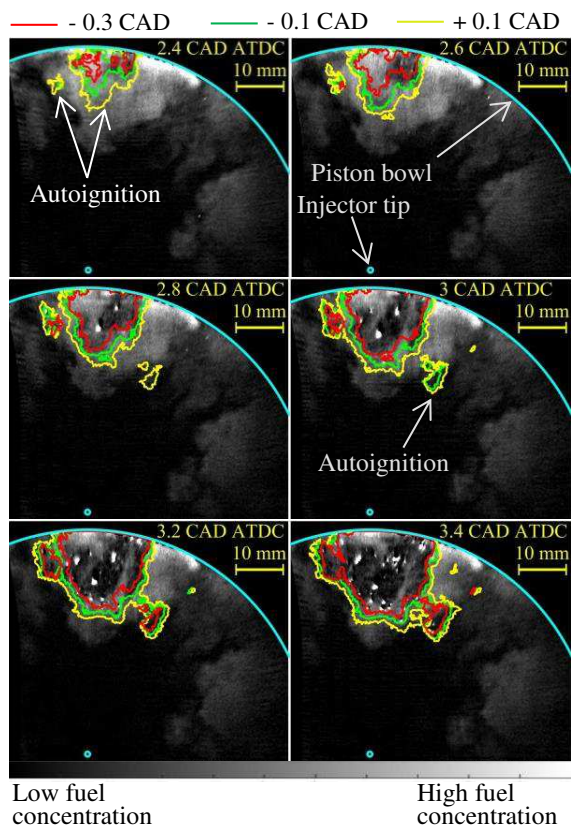 - 0.3 CAD - 0.1 CAD + 0.1 CAD
2.4 CAD ATDC
10 mm
Autoignition
2.6 CAD ATDC
10 mm
Piston bowl
Injector tip
2.8 CAD ATDC
10 mm
3 CAD ATDC
10 mm
Autoignition
3.2 CAD ATDC
10 mm
3.4 CAD ATDC
10 mm
Low fuel
concentration
High fuel
concentration